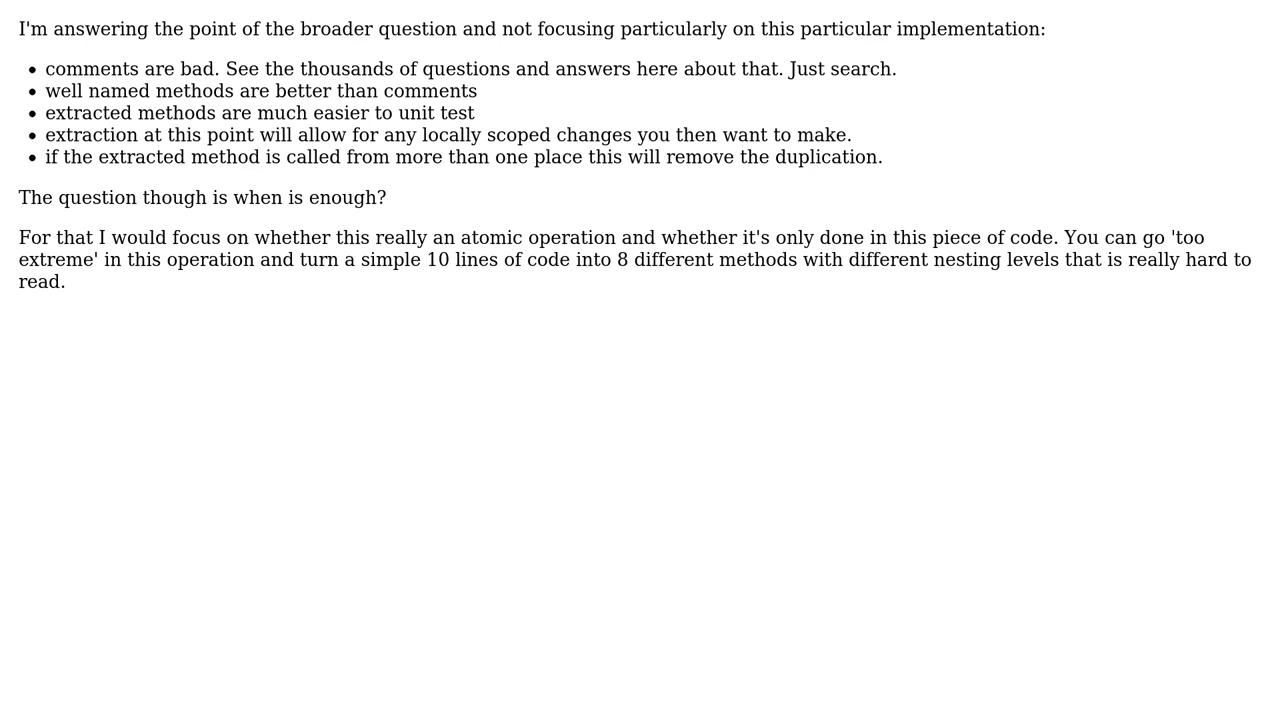 I'm answering the point of the broader question and not focusing particularly on this particular implementation:
• comments are bad. See the thousands of questions and answers here about that. Just search.
• well named methods are better than comments
• extracted methods are much easier to unit test
• extraction at this point will allow for any locally scoped changes you then want to make.
• if the extracted method is called from more than one place this will remove the duplication.
The question though is when is enough?
For that I would focus on whether this really an atomic operation and whether it's only done in this piece of code. You can go 'too
extreme' in this operation and turn a simple 10 lines of code into 8 different methods with different nesting levels that is really hard to
read.